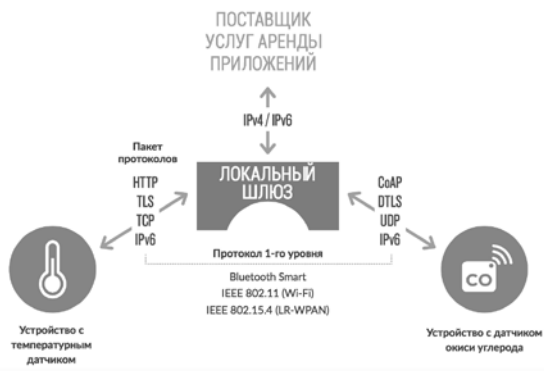 ПОСТАВЩИК
УСЛУГ АРЕНДЫ
ПРИЛОЖЕНИЙ
IPv4 / IPv6
Пакет
протоколов
HTTP
TLS
TCP
IPv6
ЛОКАЛЬНЫЙ
ШЛЮЗ
CoAP
DTLS
UDP
IPv6
Протокол 1-го уровня
Bluetooth Smart
IEEE 802.11 (Wi-Fi)
IEEE 802.15.4 (LR-WPAN)
CO
Устройство с
температурным
датчиком
Устройство с датчиком
окиси углерода